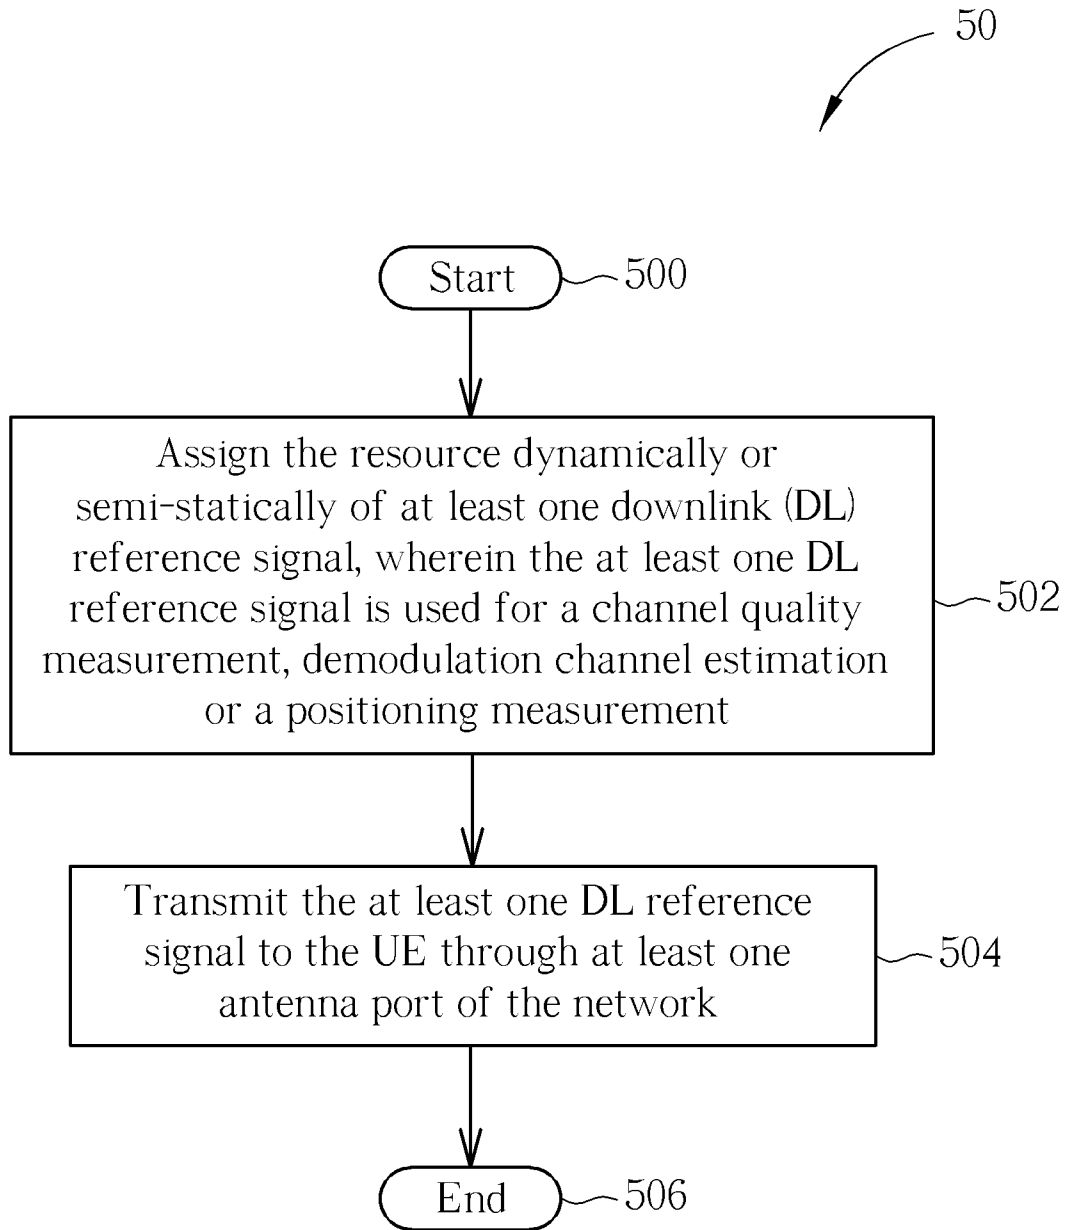 50
Start
500
Assign the resource dynamically or
semi-statically of at least one downlink (DL)
reference signal, wherein the at least one DL
reference signal is used for a channel quality
measurement, demodulation channel estimation
or a positioning measurement
502
Transmit the at least one DL reference
signal to the UE through at least one
antenna port of the network
504
End
506